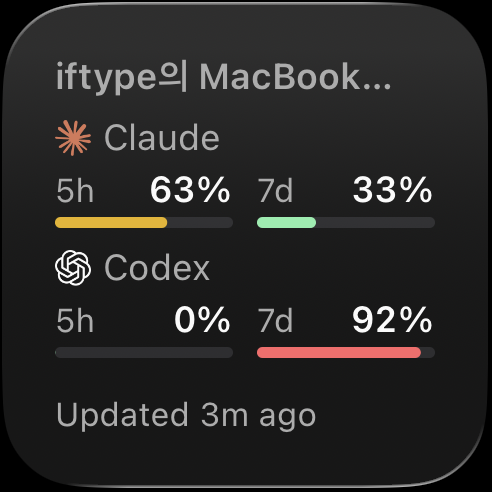 iftype의 MacBook...
Claude
5h 63% 7d 33%
Codex
5h 0% 7d 92%
Updated 3m ago